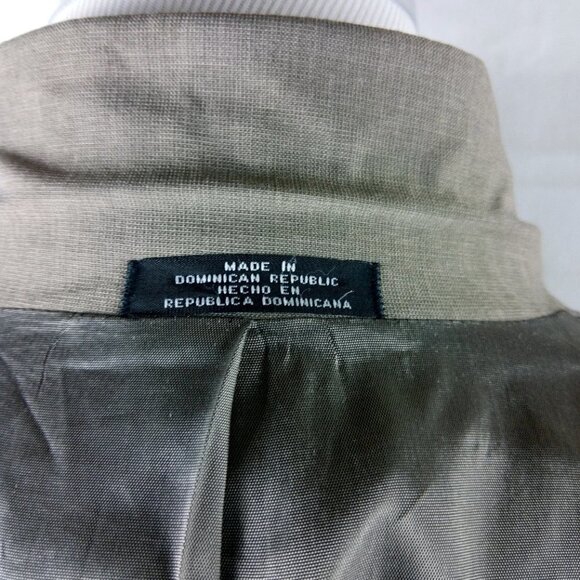 MADE IN
DOMINICAN REPUBLIC
HECHO EN
REPUBLICA DOMINICANA